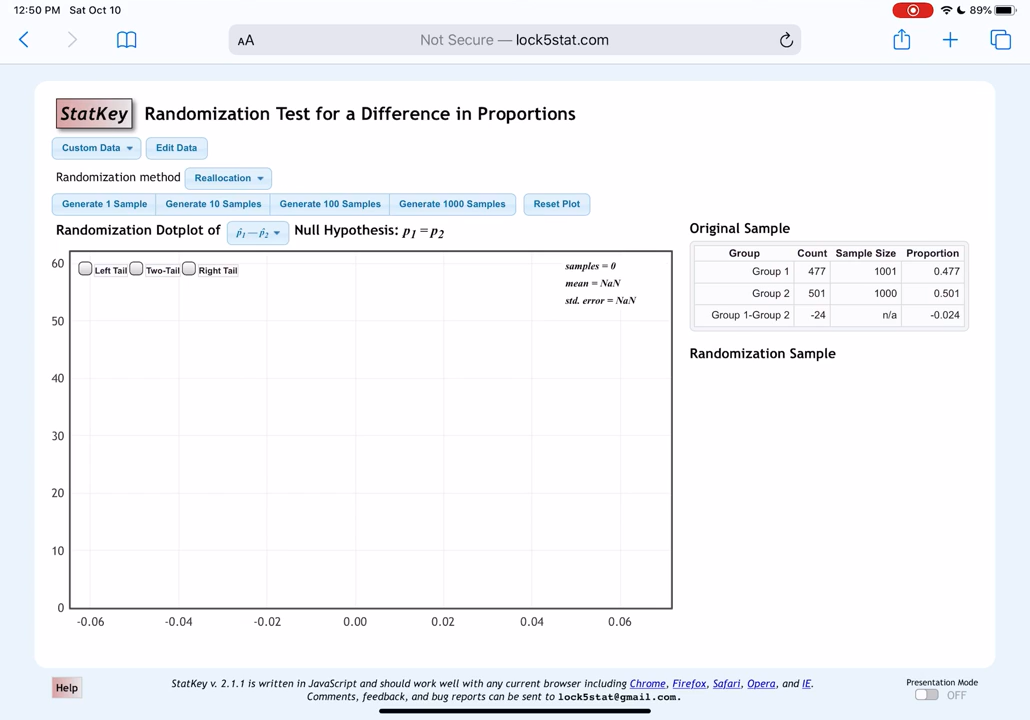 12:50 PM Sat Oct 10
89%
AA
Not Secure — lock5stat.com
StatKey Randomization Test for a Difference in Proportions
Custom Data Edit Data
Randomization method Reallocation
Generate 1 Sample Generate 10 Samples Generate 100 Samples Generate 1000 Samples Reset Plot
Randomization Dotplot of p̂₁ — p̂₂ Null Hypothesis: p₁ = p₂
Left Tail Two-Tail Right Tail
samples = 0
mean = NaN
std. error = NaN
60
50
40
30
20
10
0
-0.06 -0.04 -0.02 0.00 0.02 0.04 0.06
Original Sample
Group Count Sample Size Proportion
Group 1 477 1001 0.477
Group 2 501 1000 0.501
Group 1-Group 2 -24 n/a -0.024
Randomization Sample
Help
StatKey v. 2.1.1 is written in JavaScript and should work well with any current browser including Chrome, Firefox, Safari, Opera, and IE.
Comments, feedback, and bug reports can be sent to lock5stat@gmail.com.
Presentation Mode
OFF